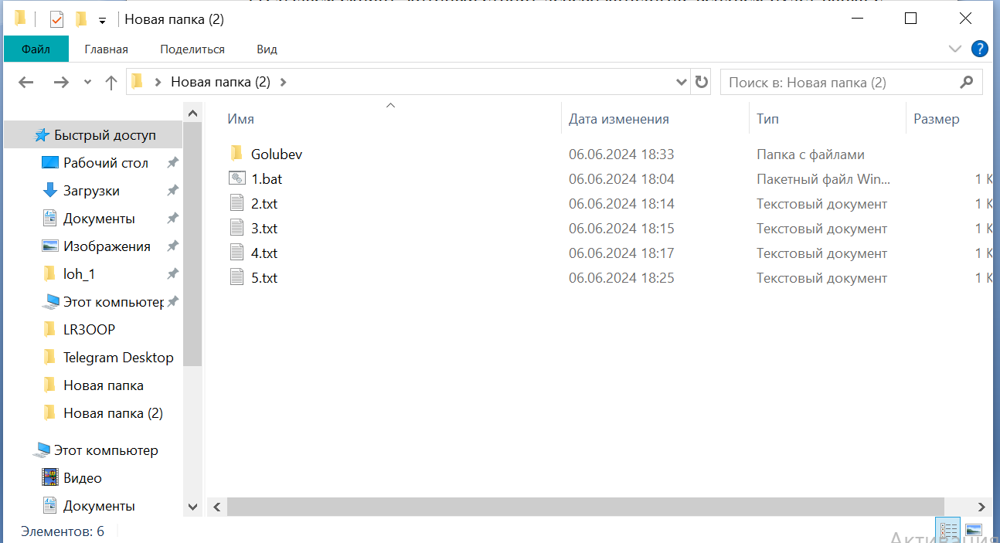 Новая папка (2)
Файл Главная Поделиться Вид
Новая папка (2) Поиск в: Новая папка (2)
Имя Дата изменения Тип Размер
Быстрый доступ
Рабочий стол
Загрузки
Документы
Изображения
loh_1
Этот компьютер
LR3OOP
Telegram Desktop
Новая папка
Новая папка (2)
Этот компьютер
Видео
Документы
Golubev 06.06.2024 18:33 Папка с файлами
1.bat 06.06.2024 18:04 Пакетный файл Win... 1 К
2.txt 06.06.2024 18:14 Текстовый документ 1 К
3.txt 06.06.2024 18:15 Текстовый документ 1 К
4.txt 06.06.2024 18:17 Текстовый документ 1 К
5.txt 06.06.2024 18:25 Текстовый документ 1 К
Элементов: 6
Активация